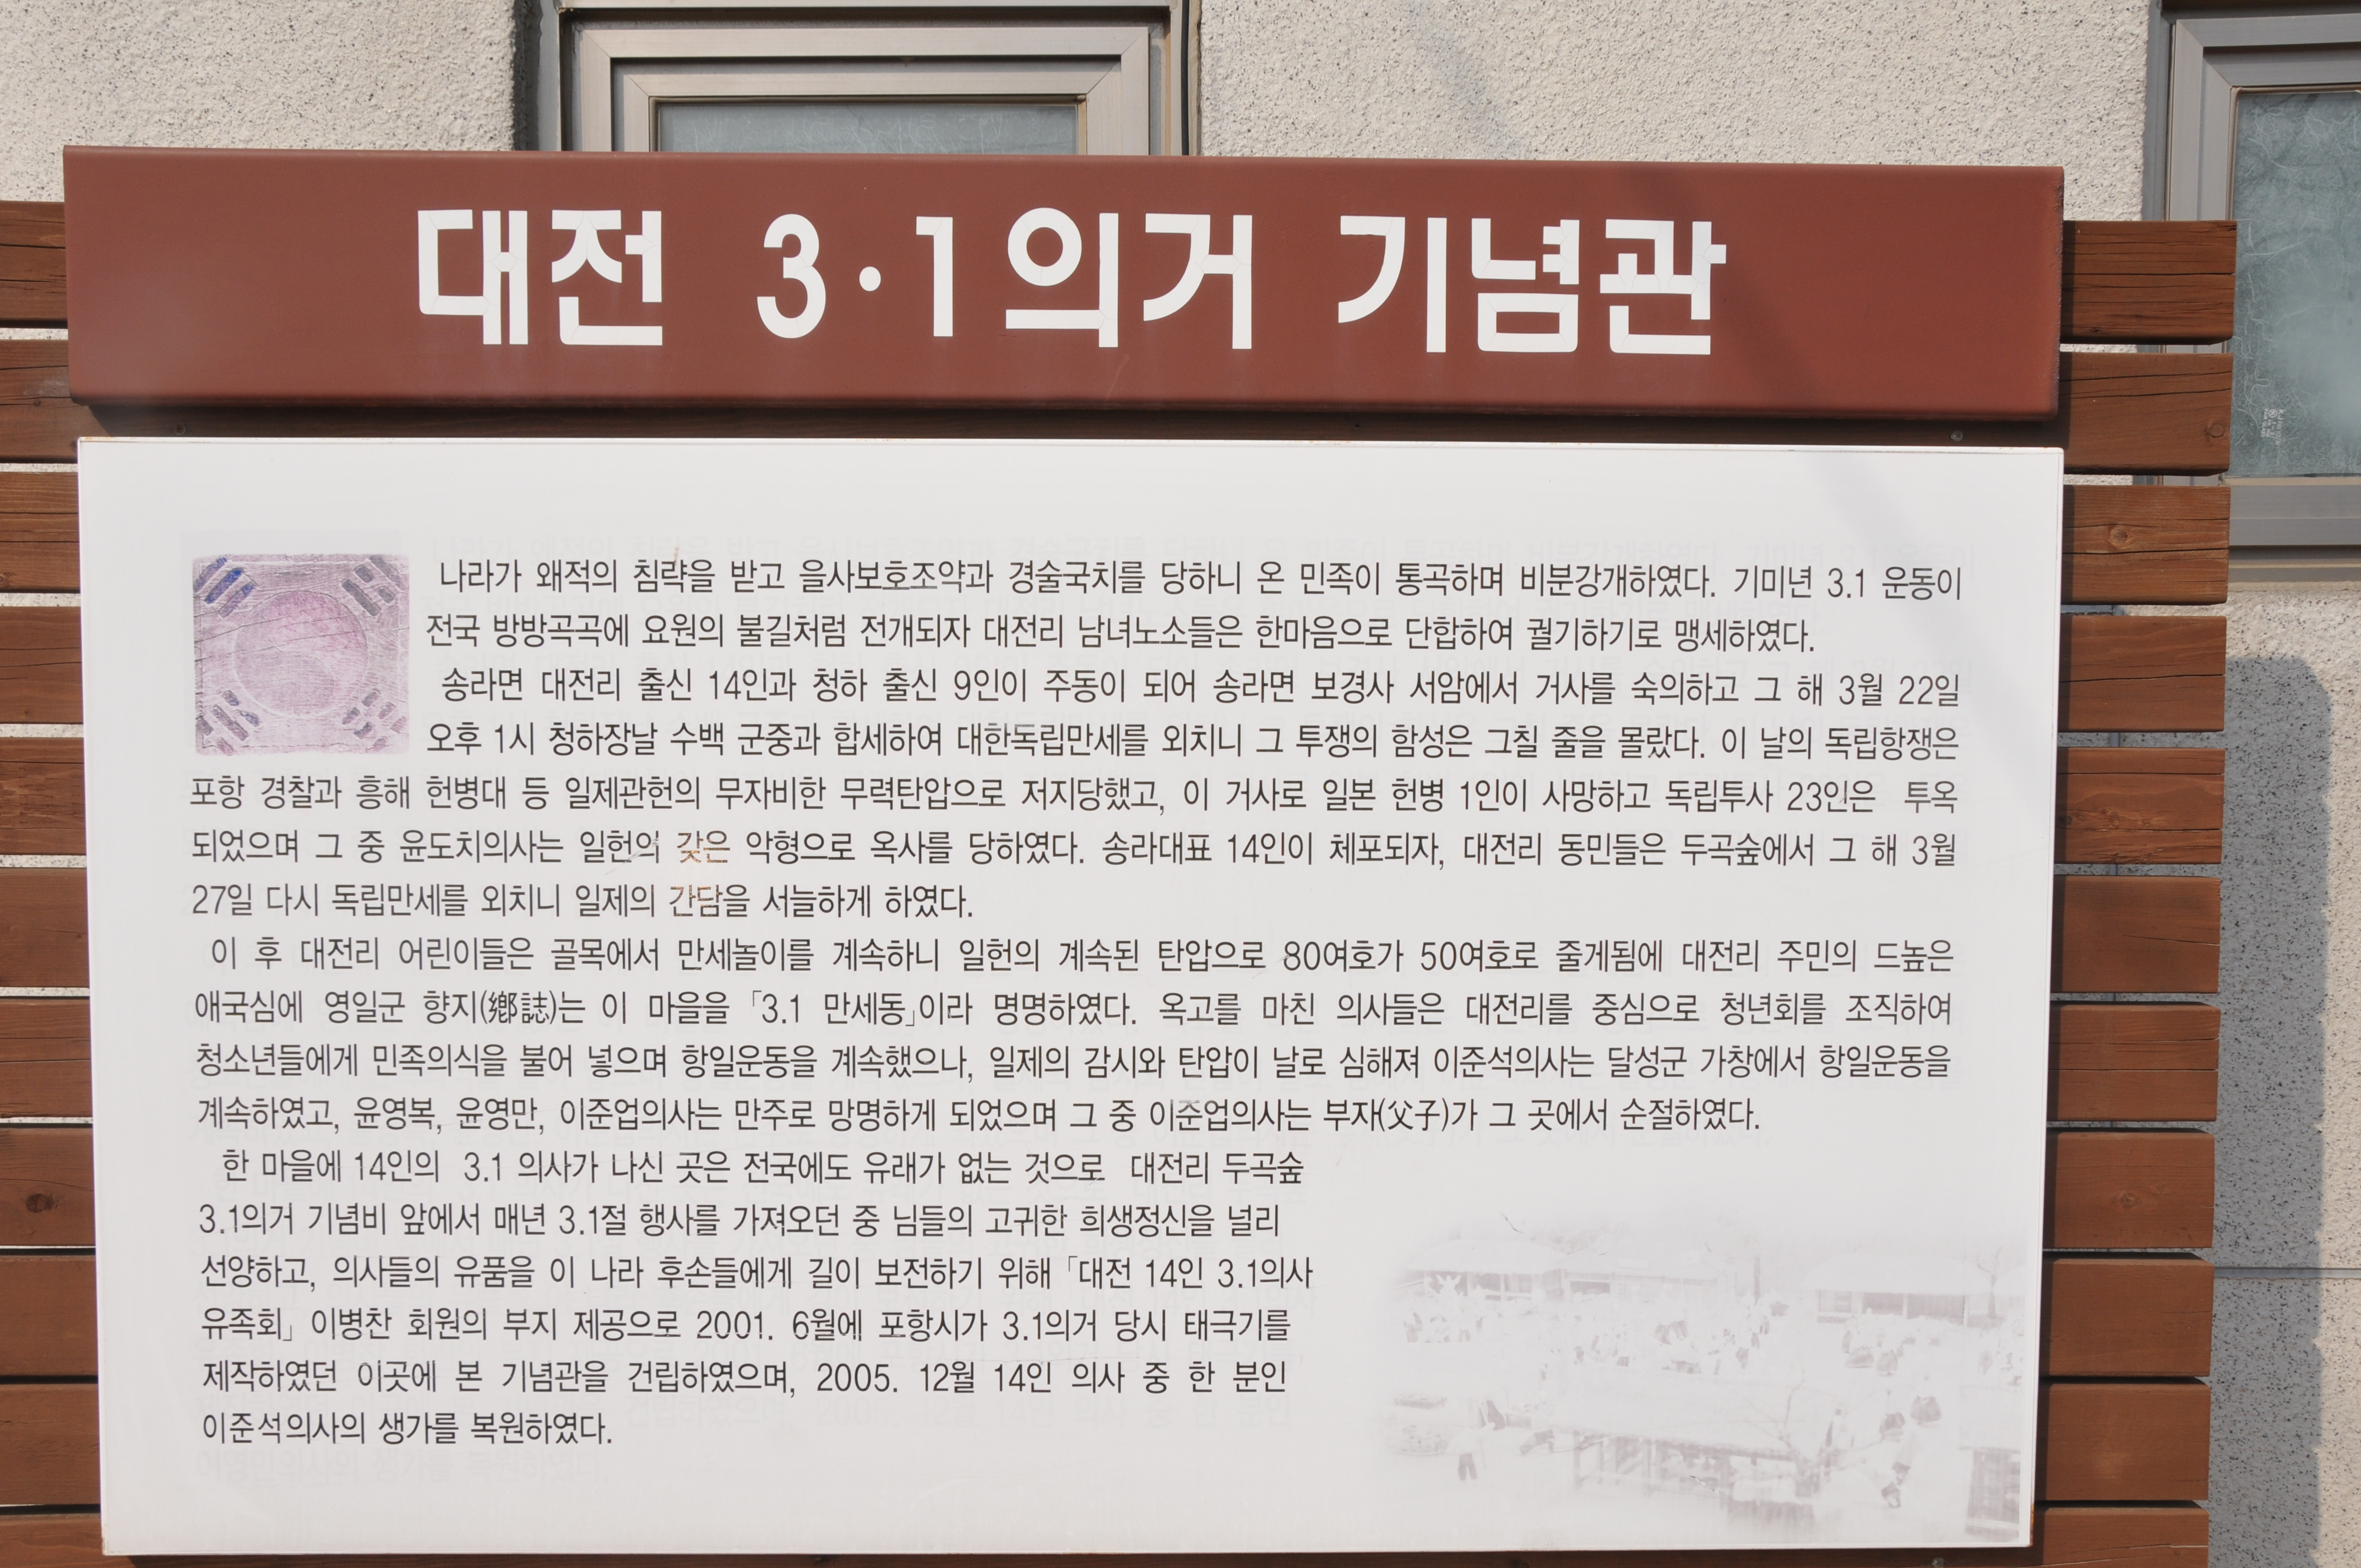 대전 3·1의거 기념관
나라가 왜적의 침략을 받고 을사보호조약과 경술국치를 당하니 온 민족이 통곡하며 비분강개하였다. 기미년 3.1 운동이
전국 방방곡곡에 요원의 불길처럼 전개되자 대전리 남녀노소들은 한마음으로 단합하여 궐기하기로 맹세하였다.
송라면 대전리 출신 14인과 청하 출신 9인이 주동이 되어 송라면 보경사 서암에서 거사를 숙의하고 그 해 3월 22일
오후 1시 청하장날 수백 군중과 합세하여 대한독립만세를 외치니 그 투쟁의 함성은 그칠 줄을 몰랐다. 이 날의 독립항쟁은
포항 경찰과 흥해 헌병대 등 일제관헌의 무자비한 무력탄압으로 저지당했고, 이 거사로 일본 헌병 1인이 사망하고 독립투사 23인은 투옥
되었으며 그 중 윤도치의사는 일헌의 갖은 악형으로 옥사를 당하였다. 송라대표 14인이 체포되자, 대전리 동민들은 두곡숲에서 그 해 3월
27일 다시 독립만세를 외치니 일제의 간담을 서늘하게 하였다.
이 후 대전리 어린이들은 골목에서 만세놀이를 계속하니 일헌의 계속된 탄압으로 80여호가 50여호로 줄게됨에 대전리 주민의 드높은
애국심에 영일군 향지(鄕誌)는 이 마을을 「3.1 만세동」이라 명명하였다. 옥고를 마친 의사들은 대전리를 중심으로 청년회를 조직하여
청소년들에게 민족의식을 불어 넣으며 항일운동을 계속했으나, 일제의 감시와 탄압이 날로 심해져 이준석의사는 달성군 가창에서 항일운동을
계속하였고, 윤영복, 윤영만, 이준업의사는 만주로 망명하게 되었으며 그 중 이준업의사는 부자(父子)가 그 곳에서 순절하였다.
한 마을에 14인의 3.1 의사가 나신 곳은 전국에도 유래가 없는 것으로 대전리 두곡숲
3.1의거 기념비 앞에서 매년 3.1절 행사를 가져오던 중 님들의 고귀한 희생정신을 널리
선양하고, 의사들의 유품을 이 나라 후손들에게 길이 보전하기 위해 「대전 14인 3.1의사
유족회」 이병찬 회원의 부지 제공으로 2001. 6월에 포항시가 3.1의거 당시 태극기를
제작하였던 이곳에 본 기념관을 건립하였으며, 2005. 12월 14인 의사 중 한 분인
이준석의사의 생가를 복원하였다.